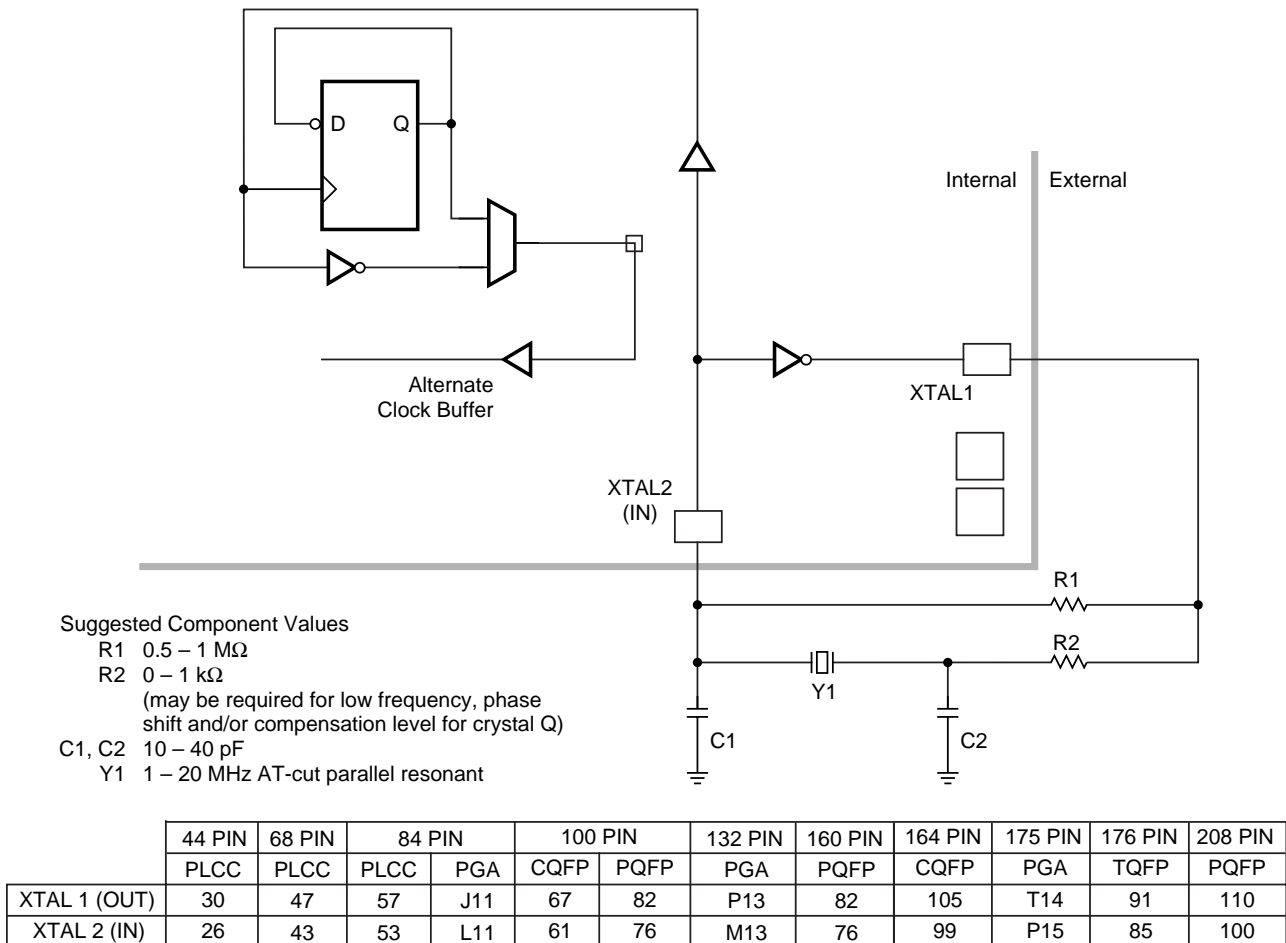 D Q
Internal External
Alternate
Clock Buffer
XTAL1
XTAL2
(IN)
R1
R2
Y1
C1
C2
Suggested Component Values
R1 0.5 – 1 MΩ
R2 0 – 1 kΩ
(may be required for low frequency, phase
shift and/or compensation level for crystal Q)
C1, C2 10 – 40 pF
Y1 1 – 20 MHz AT-cut parallel resonant
44 PIN 68 PIN 84 PIN 100 PIN 132 PIN 160 PIN 164 PIN 175 PIN 176 PIN 208 PIN
PLCC PLCC PLCC PGA CQFP PQFP PGA PQFP CQFP PGA TQFP PQFP
XTAL 1 (OUT) 30 47 57 J11 67 82 P13 82 105 T14 91 110
XTAL 2 (IN) 26 43 53 L11 61 76 M13 76 99 P15 85 100